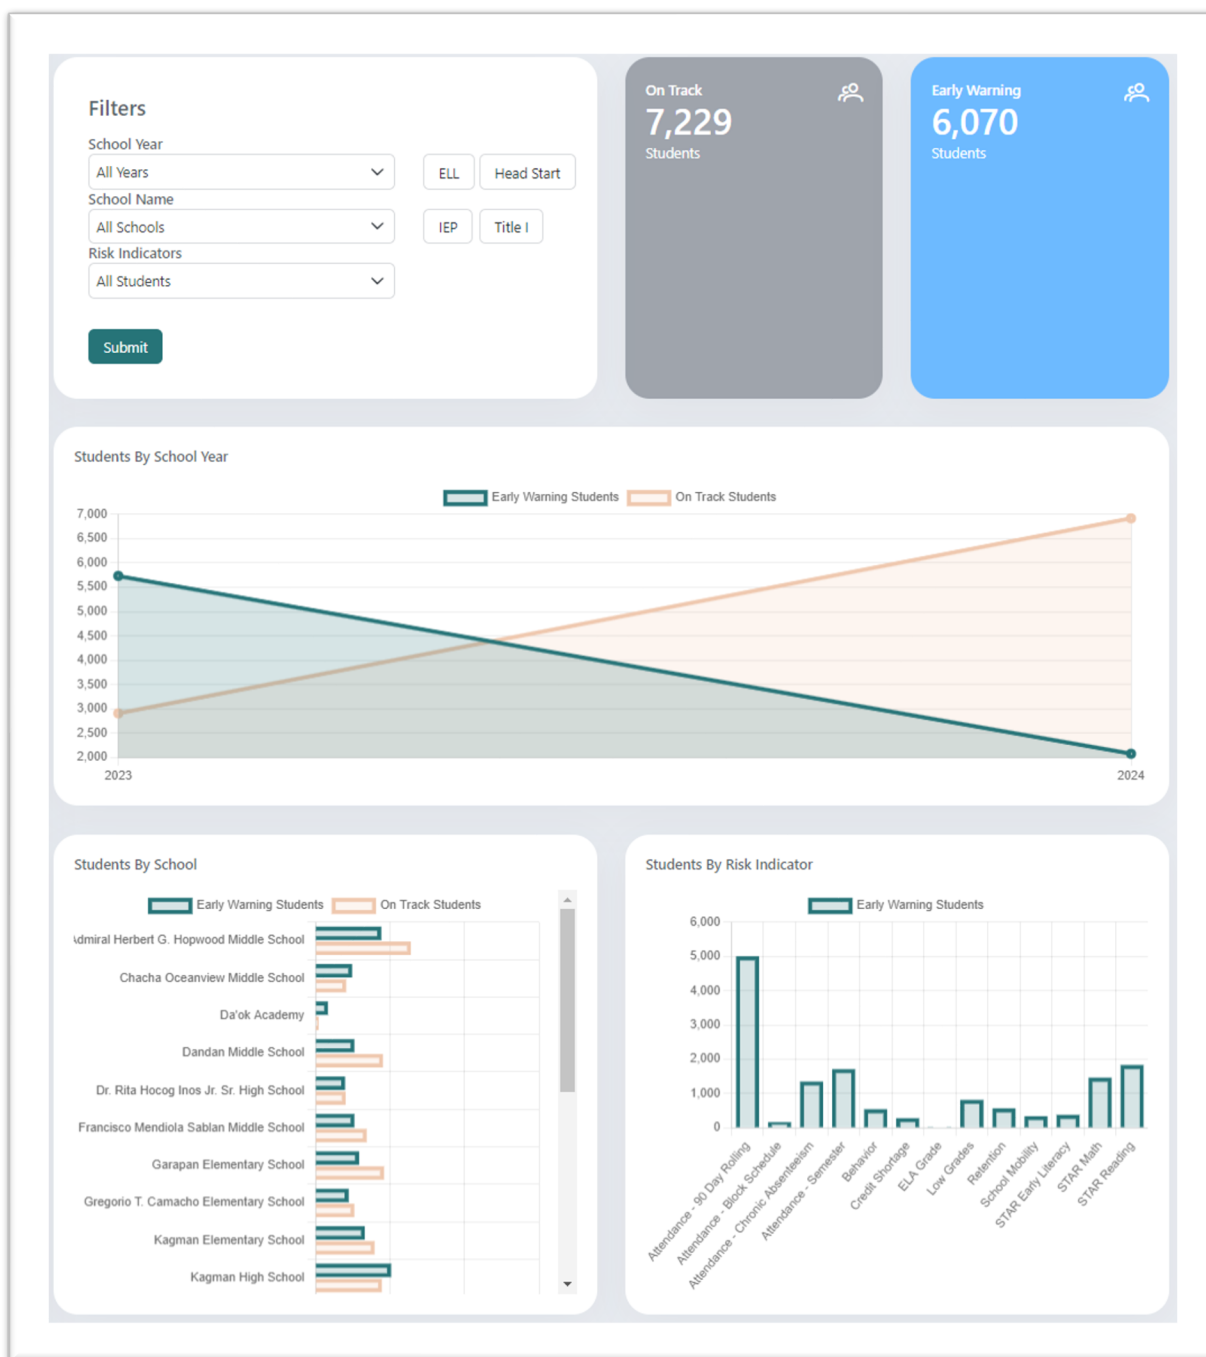 Filters
School Year
All Years
ELL
Head Start
School Name
All Schools
IEP
Title I
Risk Indicators
All Students
Submit
On Track
7,229
Students
Early Warning
6,070
Students
Students By School Year
Early Warning Students
On Track Students
7,000
6,500
6,000
5,500
5,000
4,500
4,000
3,500
3,000
2,500
2,000
2023
2024
Students By School
Early Warning Students
On Track Students
Admiral Herbert G. Hopwood Middle School
Chacha Oceanview Middle School
Da'ok Academy
Dandan Middle School
Dr. Rita Hocog Inos Jr. Sr. High School
Francisco Mendiola Sablan Middle School
Garapan Elementary School
Gregorio T. Camacho Elementary School
Kagman Elementary School
Kagman High School
Students By Risk Indicator
Early Warning Students
6,000
5,000
4,000
3,000
2,000
1,000
0
Attendance - 90 Day Rolling
Attendance - Block Schedule
Attendance - Chronic Absenteeism
Attendance - Semester
Behavior
Credit Shortage
ELA Grade
Low Grades
Retention
School Mobility
STAR Early Literacy
STAR Math
STAR Reading